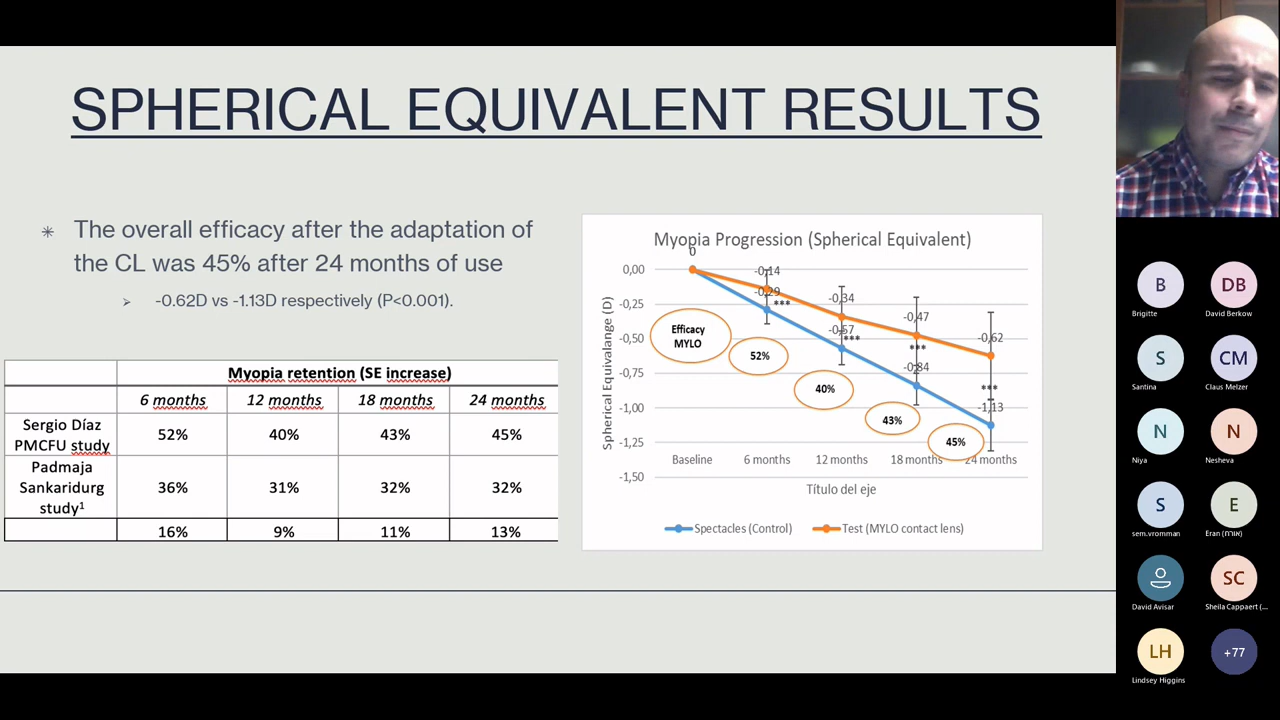 SPHERICAL EQUIVALENT RESULTS
The overall efficacy after the adaptation of
the CL was 45% after 24 months of use
-0.62D vs -1.13D respectively (P<0.001).
Myopia retention (SE increase)
6 months 12 months 18 months 24 months
Sergio Díaz
PMCFU study
52% 40% 43% 45%
Padmaja
Sankaridurg
study¹
36% 31% 32% 32%
16% 9% 11% 13%
Myopia Progression (Spherical Equivalent)
Spherical Equivalange (D)
0,00
-0,25
-0,50
-0,75
-1,00
-1,25
-1,50
0
-0,14
-0,29
***
-0,34
-0,57
***
-0,47
***
-0,84
-0,62
***
-1,13
Efficacy
MYLO
52%
40%
43%
45%
Baseline 6 months 12 months 18 months 24 months
Título del eje
Spectacles (Control) Test (MYLO contact lens)
B DB
Brigitte David Berkow
S CM
Santina Claus Melzer
N N
Niya Nesheva
S E
sem.vromman Eran (אורח)
SC
David Avisar Sheila Cappaert (...
LH +77
Lindsey Higgins